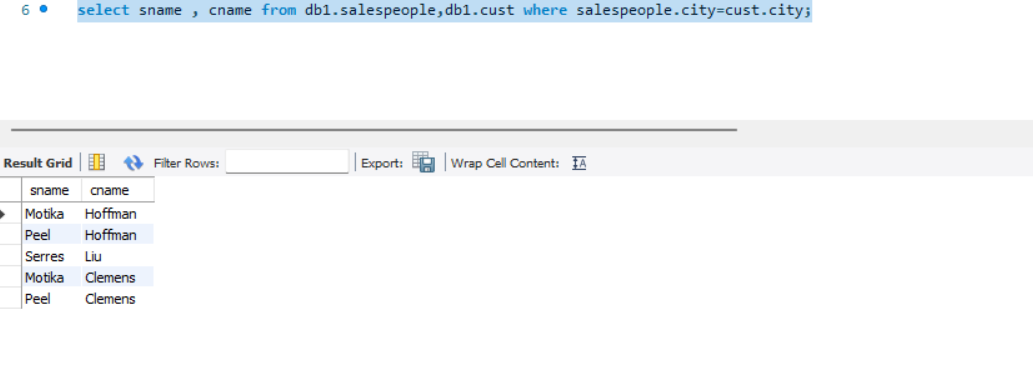 6 select sname , cname from db1.salespeople,db1.cust where salespeople.city=cust.city;
Result Grid Filter Rows: Export: Wrap Cell Content: IA
sname cname
Motika Hoffman
Peel Hoffman
Serres Liu
Motika Clemens
Peel Clemens